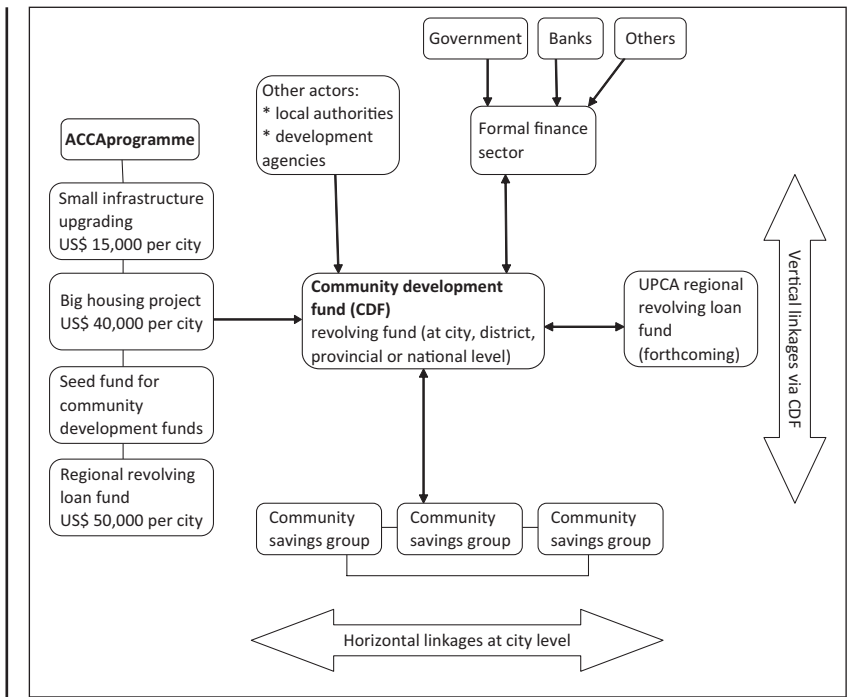 Government
Banks
Others
Other actors:
* local authorities
* development
agencies
Formal finance
sector
ACCAprogramme
Small infrastructure
upgrading
US$ 15,000 per city
Big housing project
US$ 40,000 per city
Seed fund for
community
development funds
Regional revolving
loan fund
US$ 50,000 per city
Community development
fund (CDF)
revolving fund (at city, district,
provincial or national level)
UPCA regional
revolving loan
fund
(forthcoming)
Vertical linkages via CDF
Community
savings group
Community
savings group
Community
savings group
Horizontal linkages at city level